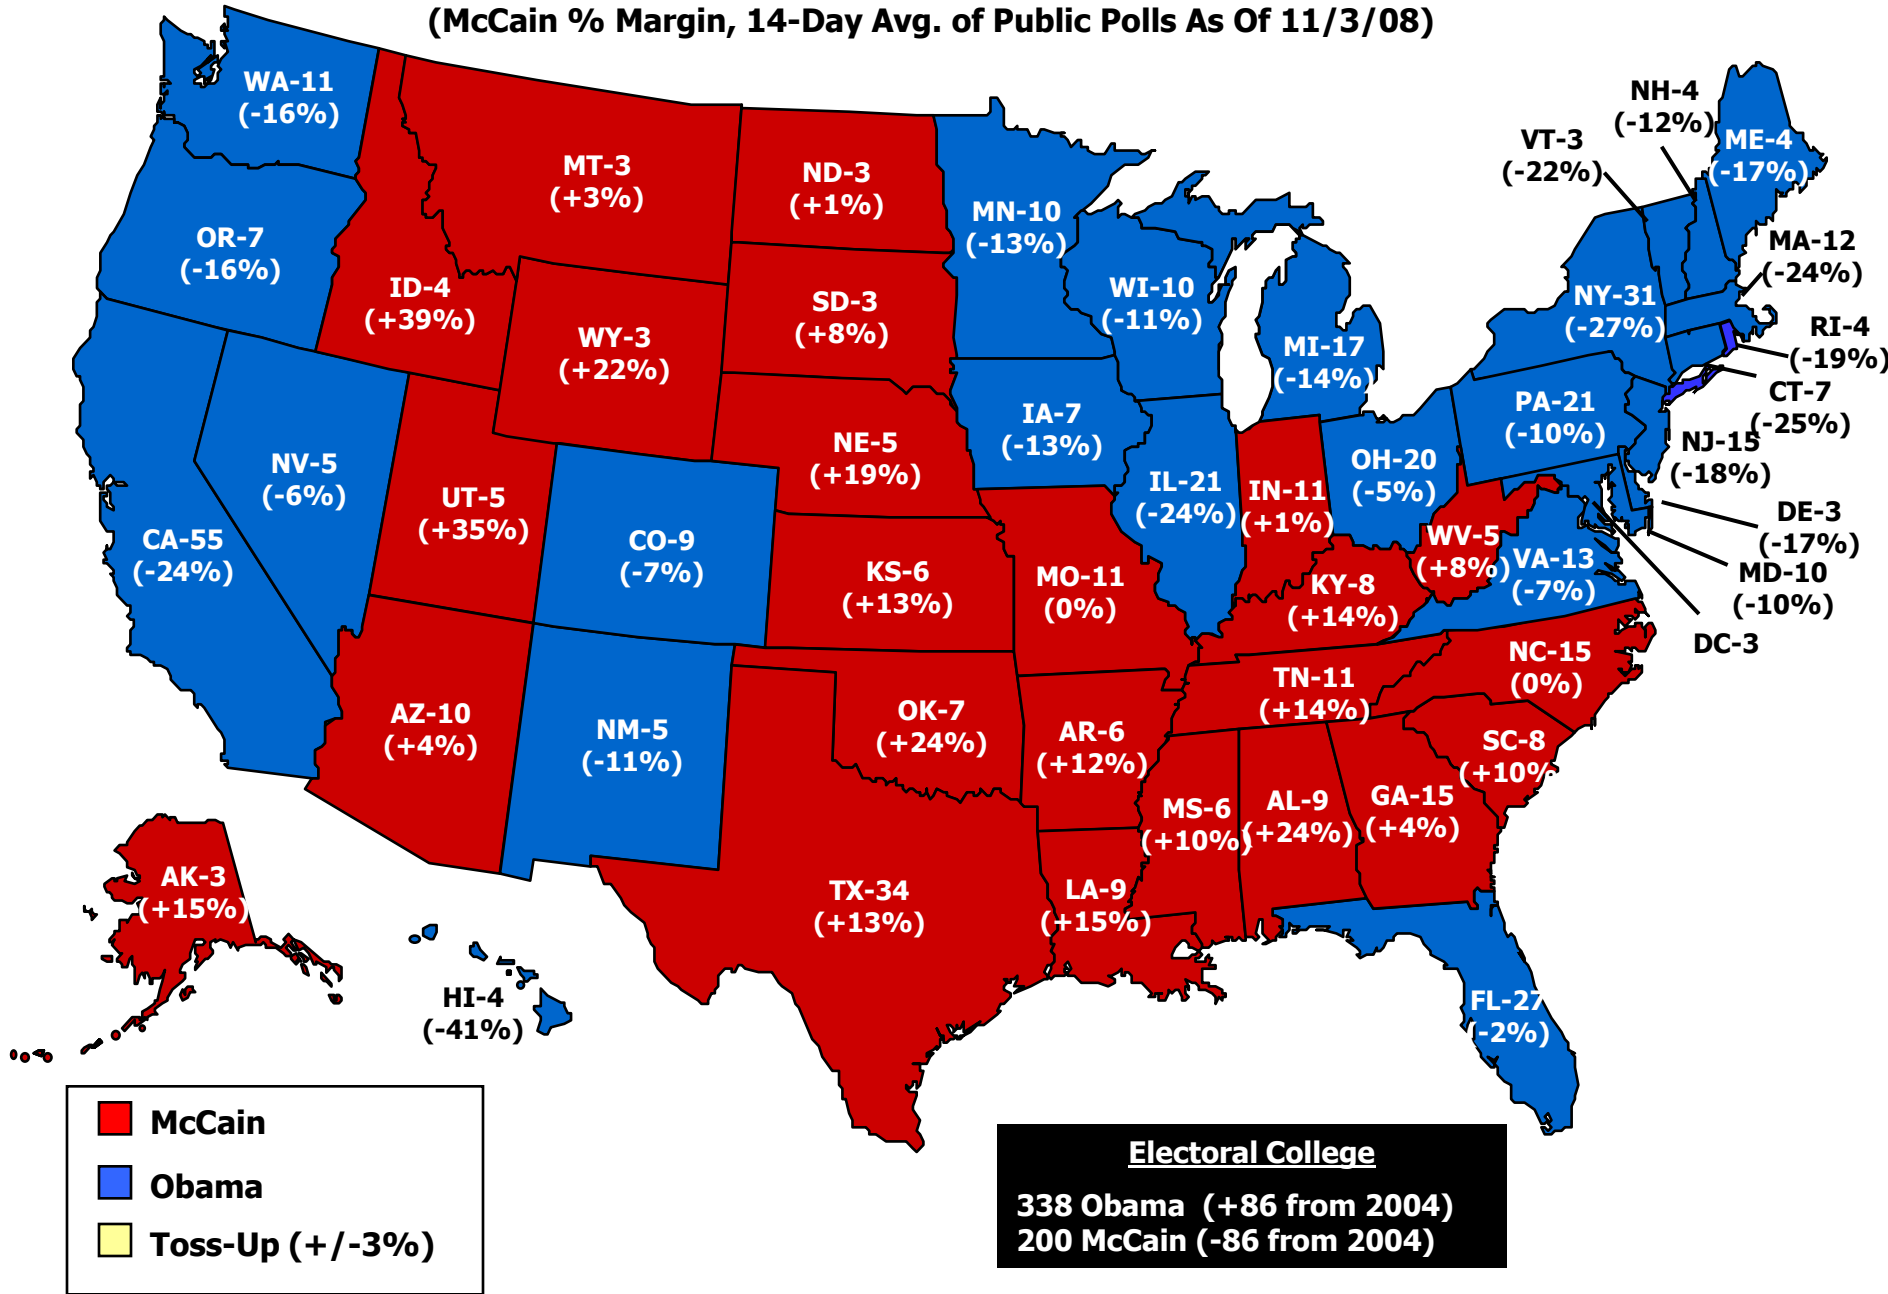 (McCain % Margin, 14-Day Avg. of Public Polls As Of 11/3/08)
WA-11
(-16%)
OR-7
(-16%)
CA-55
(-24%)
NV-5
(-6%)
ID-4
(+39%)
MT-3
(+3%)
WY-3
(+22%)
UT-5
(+35%)
AZ-10
(+4%)
CO-9
(-7%)
NM-5
(-11%)
ND-3
(+1%)
SD-3
(+8%)
NE-5
(+19%)
KS-6
(+13%)
OK-7
(+24%)
TX-34
(+13%)
MN-10
(-13%)
IA-7
(-13%)
MO-11
(0%)
AR-6
(+12%)
LA-9
(+15%)
WI-10
(-11%)
IL-21
(-24%)
MI-17
(-14%)
IN-11
(+1%)
OH-20
(-5%)
KY-8
(+14%)
TN-11
(+14%)
MS-6
(+10%)
AL-9
(+24%)
GA-15
(+4%)
FL-27
(-2%)
SC-8
(+10%
NC-15
(0%)
VA-13
(-7%)
WV-5
(+8%)
PA-21
(-10%)
NY-31
(-27%)
VT-3
(-22%)
NH-4
(-12%)
ME-4
(-17%)
MA-12
(-24%)
RI-4
(-19%)
CT-7
(-25%)
NJ-15
(-18%)
DE-3
(-17%)
MD-10
(-10%)
DC-3
AK-3
(+15%)
HI-4
(-41%)
McCain
Obama
Toss-Up (+/-3%)
Electoral College
338 Obama (+86 from 2004)
200 McCain (-86 from 2004)